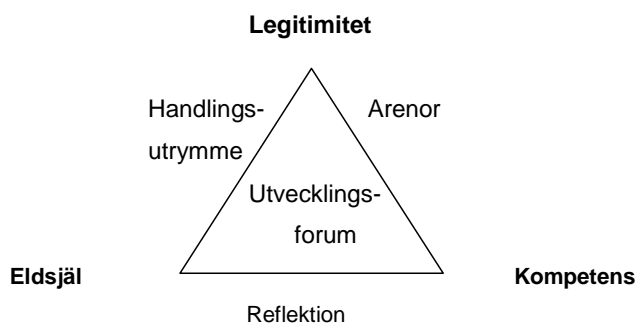 Legitimitet
Handlings-
utrymme
Arenor
Utvecklings-
forum
Eldsjäl
Kompetens
Reflektion